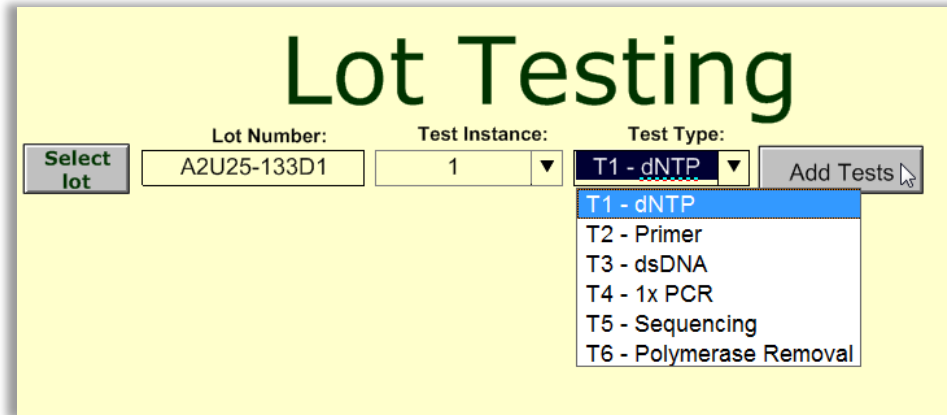 Lot Testing
Lot Number: Test Instance: Test Type:
Select lot A2U25-133D1 1 T1 - dNTP Add Tests
T1 - dNTP
T2 - Primer
T3 - dsDNA
T4 - 1x PCR
T5 - Sequencing
T6 - Polymerase Removal